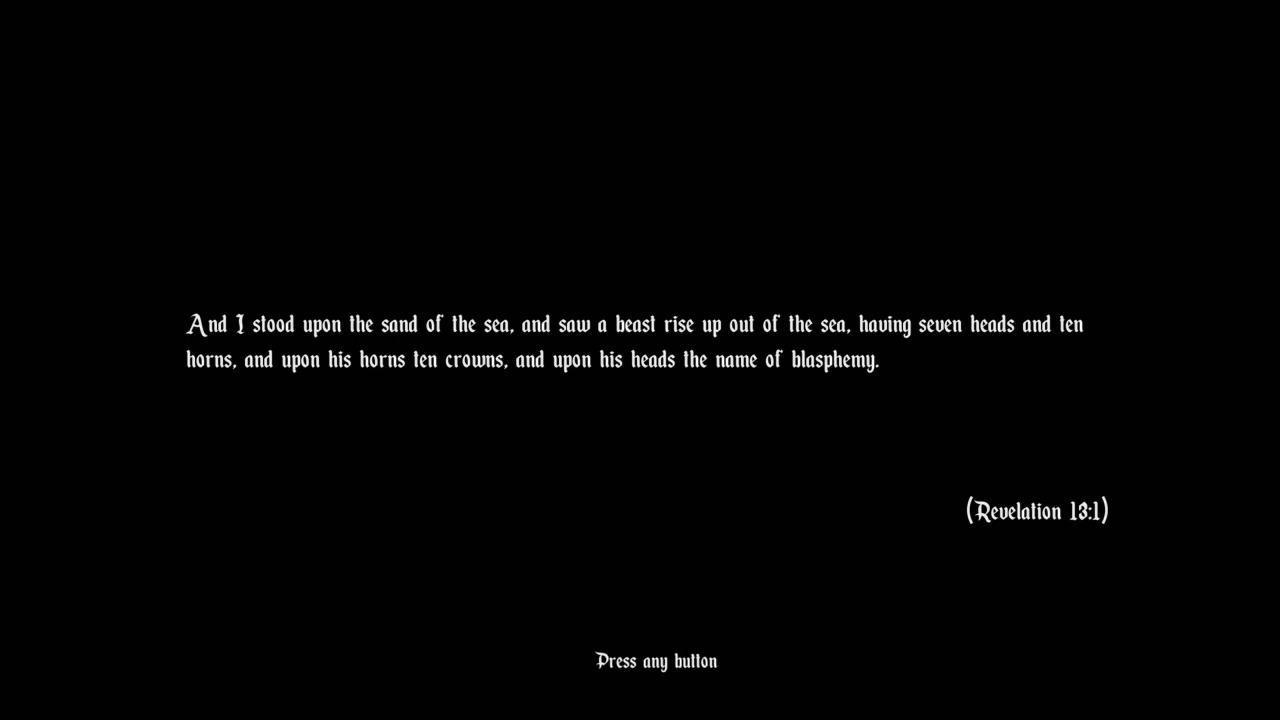 And I stood upon the sand of the sea, and saw a beast rise up out of the sea, having seven heads and ten
horns, and upon his horns ten crowns, and upon his heads the name of blasphemy.
(Revelation 13:1)
Press any button